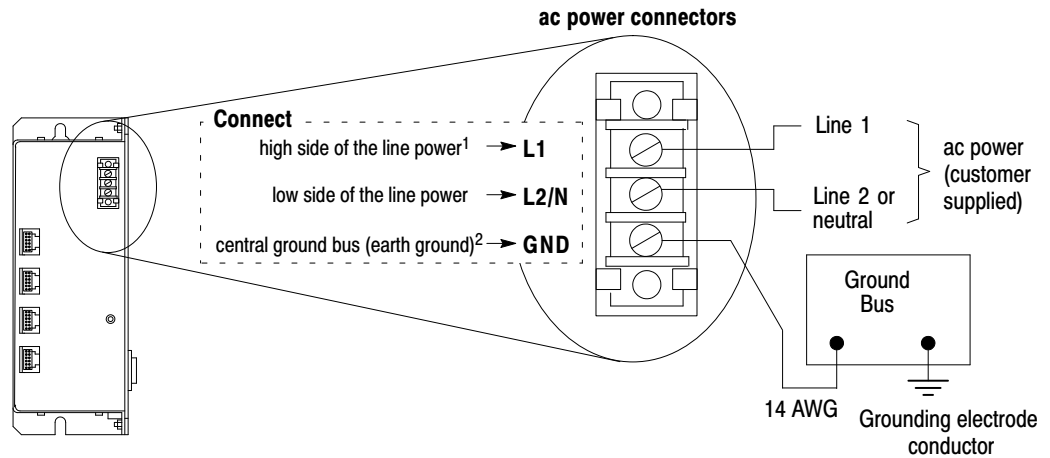 ac power connectors
Connect
high side of the line power1 L1
low side of the line power L2/N
central ground bus (earth ground)2 GND
Line 1
Line 2 or
neutral
ac power
(customer
supplied)
Ground
Bus
14 AWG
Grounding electrode
conductor